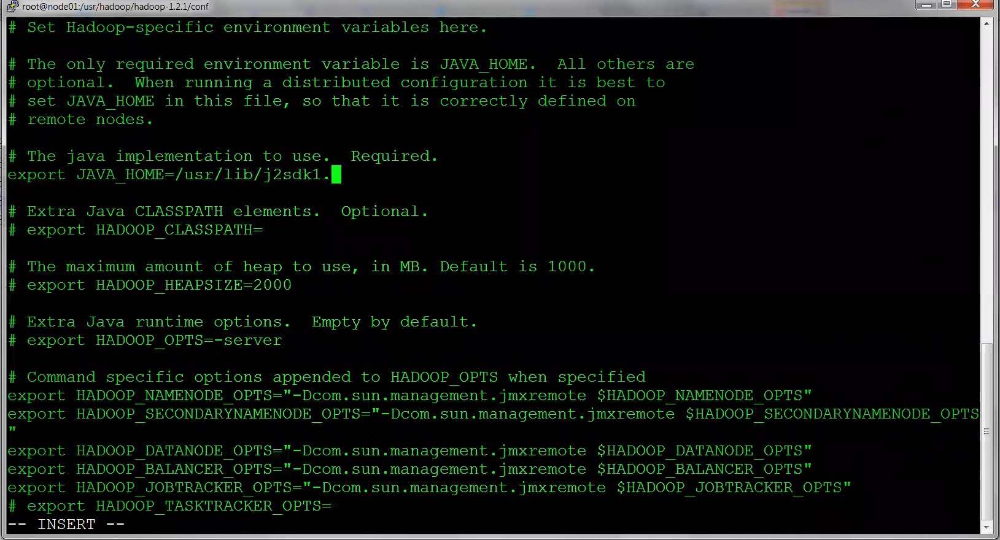 root@node01:/usr/hadoop/hadoop-1.2.1/conf
# Set Hadoop-specific environment variables here.
# The only required environment variable is JAVA_HOME.  All others are
# optional.  When running a distributed configuration it is best to
# set JAVA_HOME in this file, so that it is correctly defined on
# remote nodes.
# The java implementation to use.  Required.
export JAVA_HOME=/usr/lib/j2sdk1.
# Extra Java CLASSPATH elements.  Optional.
# export HADOOP_CLASSPATH=
# The maximum amount of heap to use, in MB. Default is 1000.
# export HADOOP_HEAPSIZE=2000
# Extra Java runtime options.  Empty by default.
# export HADOOP_OPTS=-server
# Command specific options appended to HADOOP_OPTS when specified
export HADOOP_NAMENODE_OPTS="-Dcom.sun.management.jmxremote $HADOOP_NAMENODE_OPTS"
export HADOOP_SECONDARYNAMENODE_OPTS="-Dcom.sun.management.jmxremote $HADOOP_SECONDARYNAMENODE_OPTS
"
export HADOOP_DATANODE_OPTS="-Dcom.sun.management.jmxremote $HADOOP_DATANODE_OPTS"
export HADOOP_BALANCER_OPTS="-Dcom.sun.management.jmxremote $HADOOP_BALANCER_OPTS"
export HADOOP_JOBTRACKER_OPTS="-Dcom.sun.management.jmxremote $HADOOP_JOBTRACKER_OPTS"
# export HADOOP_TASKTRACKER_OPTS=
-- INSERT --